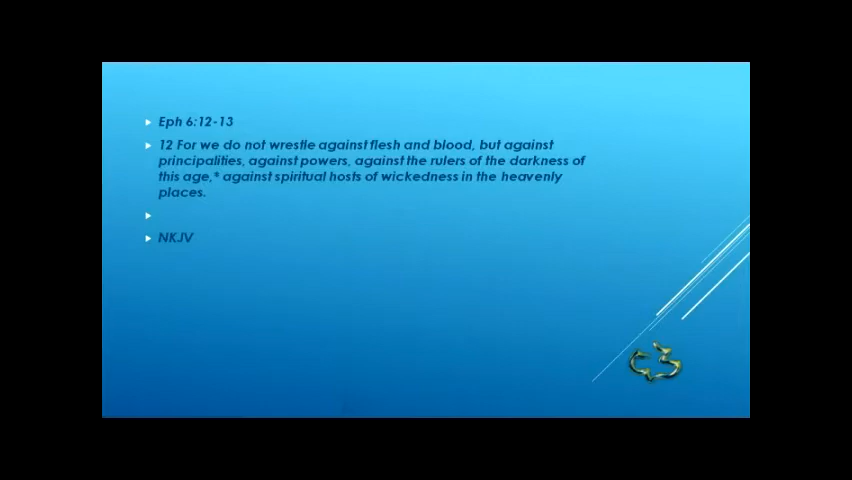 Eph 6:12-13
12 For we do not wrestle against flesh and blood, but against
principalities, against powers, against the rulers of the darkness of
this age,* against spiritual hosts of wickedness in the heavenly
places.
NKJV